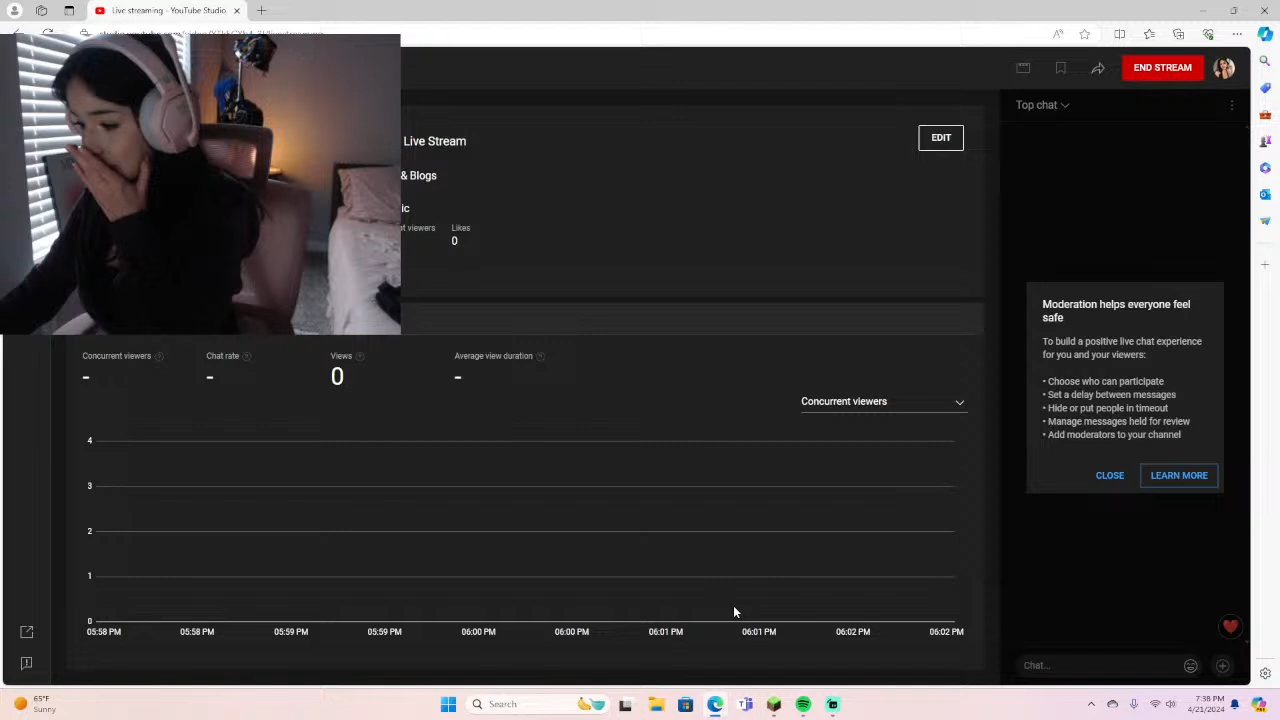 Live streaming - YouTube Studio
END STREAM
Top chat
Live Stream
EDIT
& Blogs
ic
nt viewers Likes
0
Moderation helps everyone feel
safe
To build a positive live chat experience
for you and your viewers:
• Choose who can participate
• Set a delay between messages
• Hide or put people in timeout
• Manage messages held for review
• Add moderators to your channel
CLOSE LEARN MORE
Concurrent viewers Chat rate Views Average view duration
- - 0 -
Concurrent viewers
4
3
2
1
0
05:58 PM 05:58 PM 05:59 PM 05:59 PM 06:00 PM 06:00 PM 06:01 PM 06:01 PM 06:02 PM 06:02 PM
Chat...
65°F
Sunny
Search
7:38 PM
4/21/2024